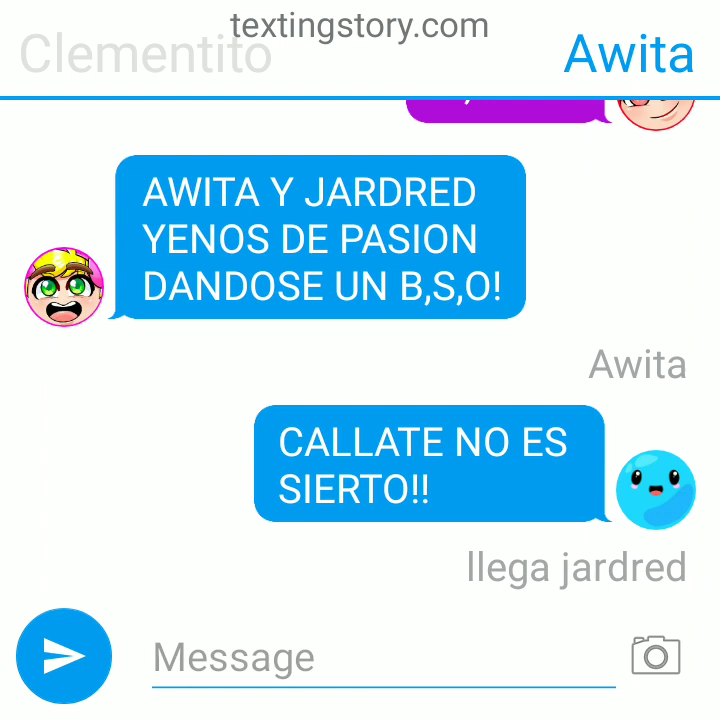 textingstory.com
Clementito
Awita
AWITA Y JARDRED
YENOS DE PASION
DANDOSE UN B,S,O!
Awita
CALLATE NO ES
SIERTO!!
llega jardred
Message